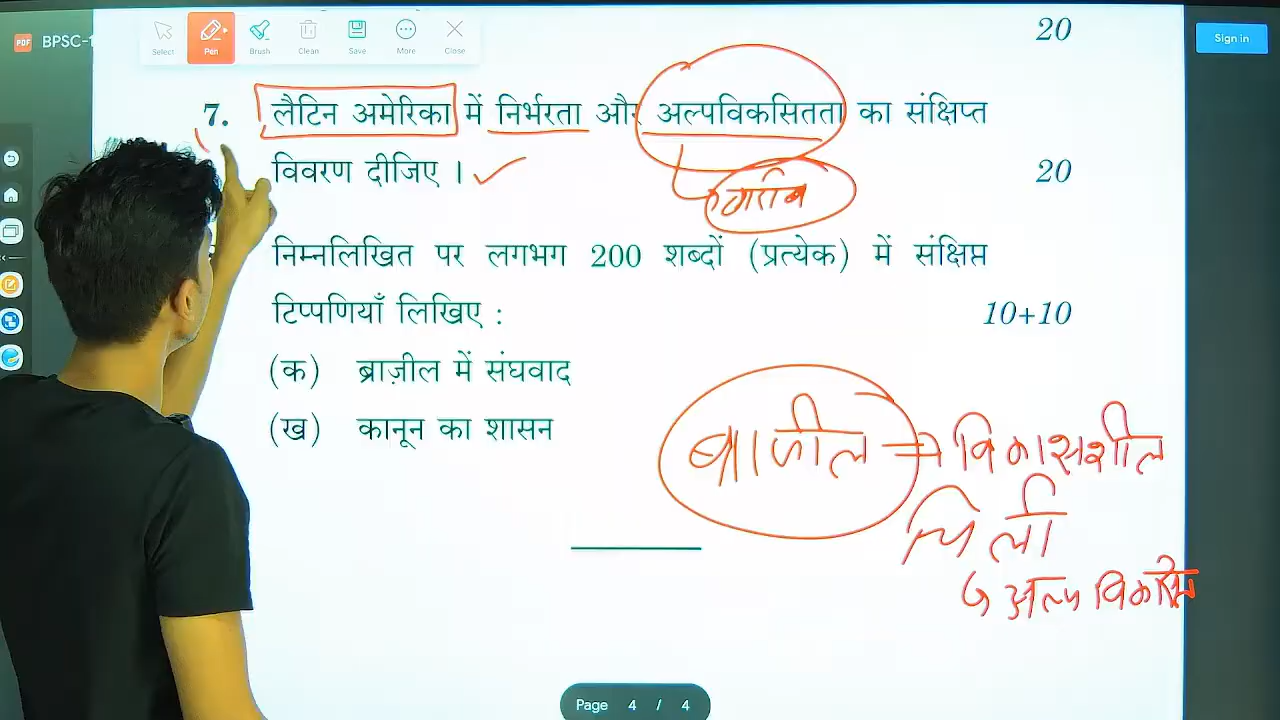 BPSC-1
Select
Pen
Brush
Clean
Save
More
Close
Sign in
20
7. लैटिन अमेरिका में निर्भरता और अल्पविकसितता का संक्षिप्त
विवरण दीजिए । 20
निम्नलिखित पर लगभग 200 शब्दों (प्रत्येक) में संक्षिप्त
टिप्पणियाँ लिखिए : 10+10
(क) ब्राज़ील में संघवाद
(ख) कानून का शासन
ब्राजील → विकासशील
चिली
Page 4 / 4